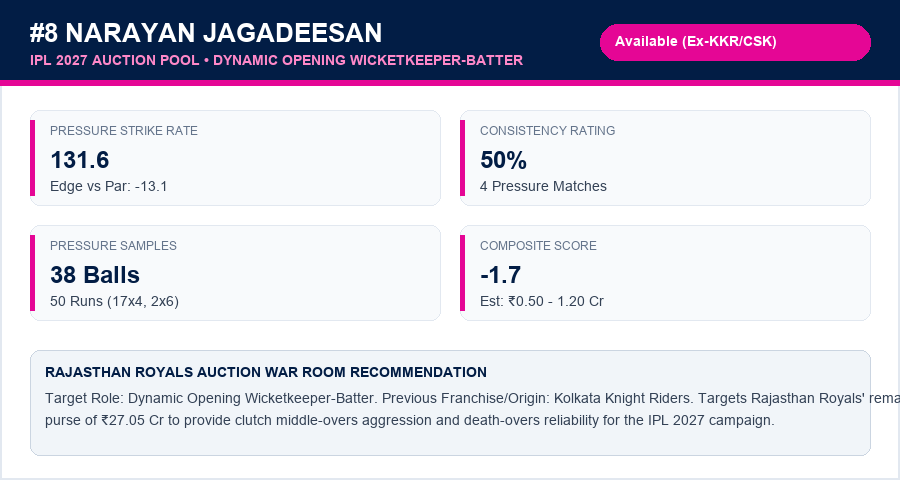 #8 NARAYAN JAGADEESAN
IPL 2027 AUCTION POOL • DYNAMIC OPENING WICKETKEEPER-BATTER
Available (Ex-KKR/CSK)
PRESSURE STRIKE RATE
131.6
Edge vs Par: -13.1
CONSISTENCY RATING
50%
4 Pressure Matches
PRESSURE SAMPLES
38 Balls
50 Runs (17x4, 2x6)
COMPOSITE SCORE
-1.7
Est: ₹0.50 - 1.20 Cr
RAJASTHAN ROYALS AUCTION WAR ROOM RECOMMENDATION
Target Role: Dynamic Opening Wicketkeeper-Batter. Previous Franchise/Origin: Kolkata Knight Riders. Targets Rajasthan Royals'
purse of ₹27.05 Cr to provide clutch middle-overs aggression and death-overs reliability for the IPL 2027 campaign.